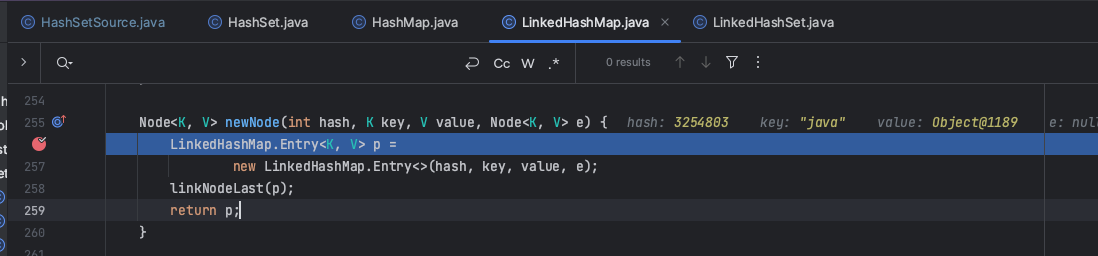 HashSetSource.java HashSet.java HashMap.java LinkedHashMap.java LinkedHashSet.java
Cc W .* 0 results
254
255 Node<K, V> newNode(int hash, K key, V value, Node<K, V> e) { hash: 3254803 key: "java" value: Object@1189 e: null
LinkedHashMap.Entry<K, V> p =
257 new LinkedHashMap.Entry<>(hash, key, value, e);
258 linkNodeLast(p);
259 return p;
260 }
261